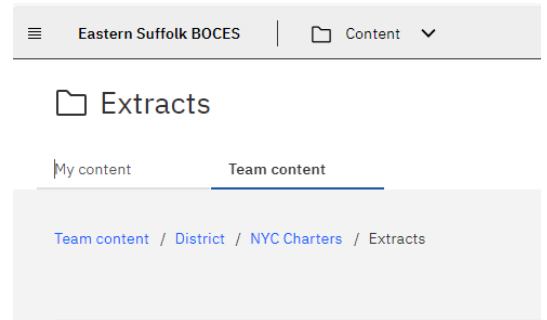 Eastern Suffolk BOCES Content
Extracts
My content Team content
Team content / District / NYC Charters / Extracts